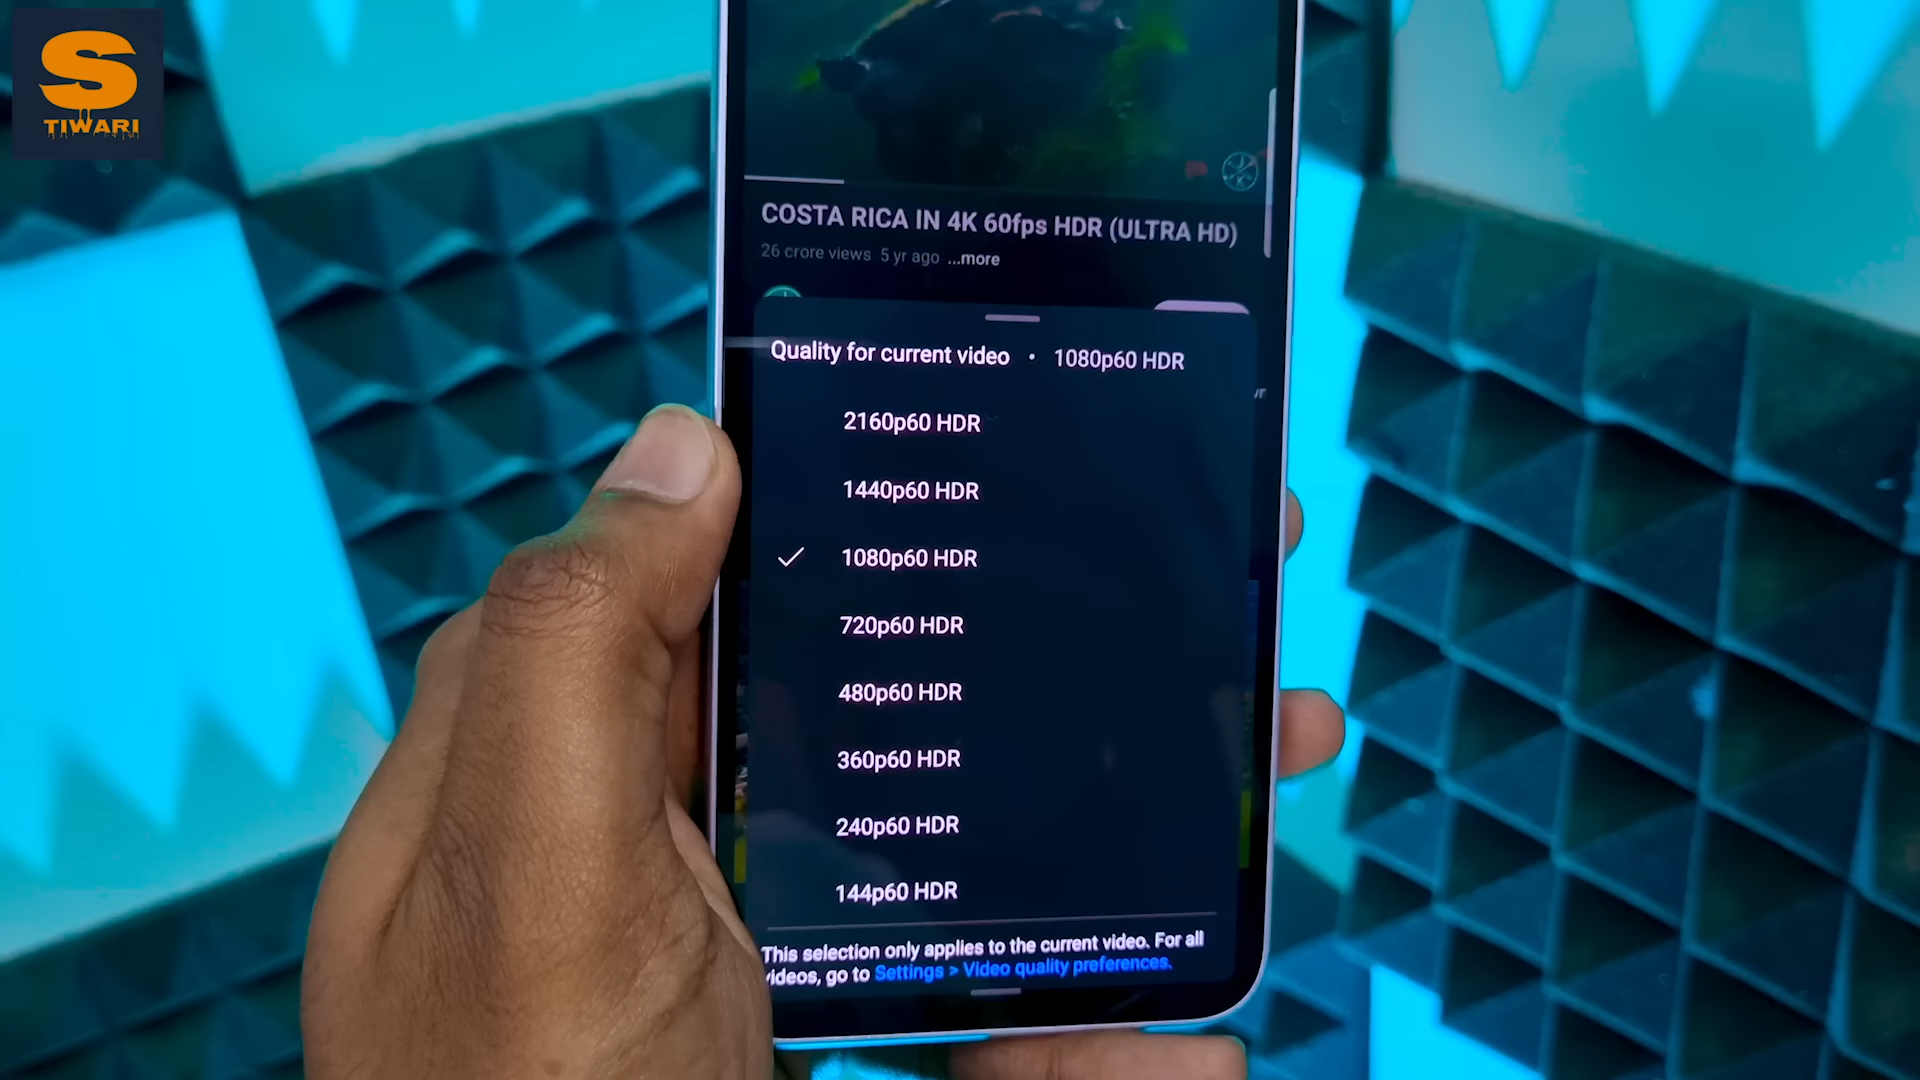 S
TIWARI
COSTA RICA IN 4K 60fps HDR (ULTRA HD)
26 crore views 5 yr ago ...more
Quality for current video • 1080p60 HDR
2160p60 HDR
1440p60 HDR
1080p60 HDR
720p60 HDR
480p60 HDR
360p60 HDR
240p60 HDR
144p60 HDR
This selection only applies to the current video. For all
videos, go to Settings > Video quality preferences.